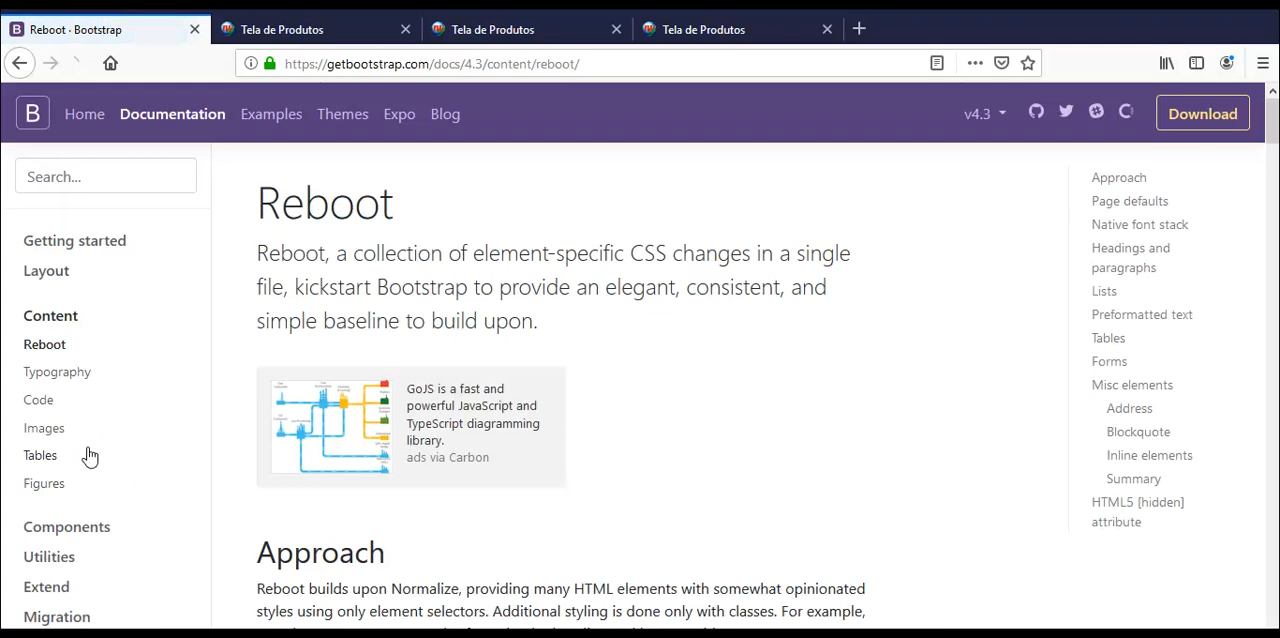 Reboot · Bootstrap
Tela de Produtos
Tela de Produtos
Tela de Produtos
https://getbootstrap.com/docs/4.3/content/reboot/
B Home Documentation Examples Themes Expo Blog v4.3 Download
Search...
Getting started
Layout
Content
Reboot
Typography
Code
Images
Tables
Figures
Components
Utilities
Extend
Migration
Reboot
Reboot, a collection of element-specific CSS changes in a single
file, kickstart Bootstrap to provide an elegant, consistent, and
simple baseline to build upon.
GoJS is a fast and
powerful JavaScript and
TypeScript diagramming
library.
ads via Carbon
Approach
Reboot builds upon Normalize, providing many HTML elements with somewhat opinionated
styles using only element selectors. Additional styling is done only with classes. For example,
Approach
Page defaults
Native font stack
Headings and
paragraphs
Lists
Preformatted text
Tables
Forms
Misc elements
Address
Blockquote
Inline elements
Summary
HTML5 [hidden]
attribute